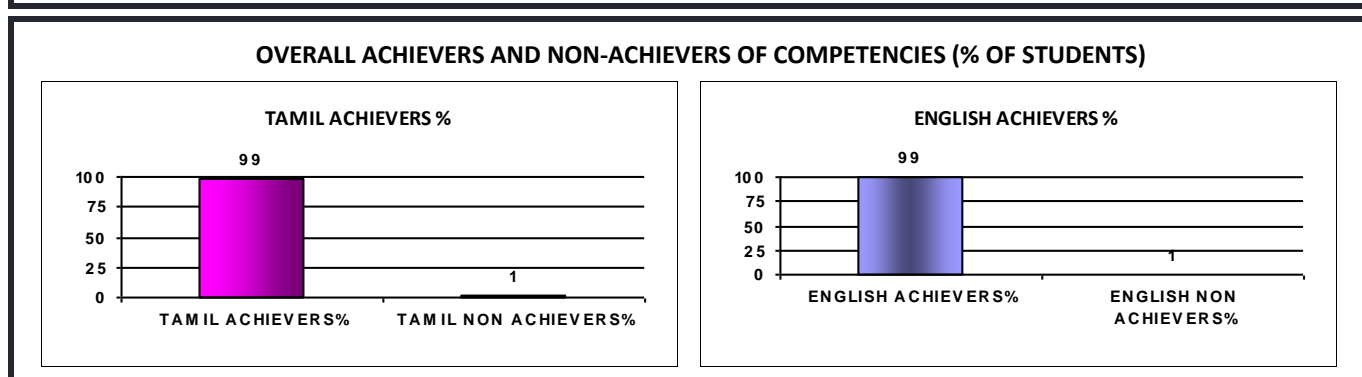 OVERALL ACHIEVERS AND NON-ACHIEVERS OF COMPETENCIES (% OF STUDENTS)
TAMIL ACHIEVERS %
99
100
75
50
25
0
1
TAMIL ACHIEVERS%
TAMIL NON ACHIEVERS%
ENGLISH ACHIEVERS %
99
100
75
50
25
0
1
ENGLISH ACHIEVERS%
ENGLISH NON
ACHIEVERS%